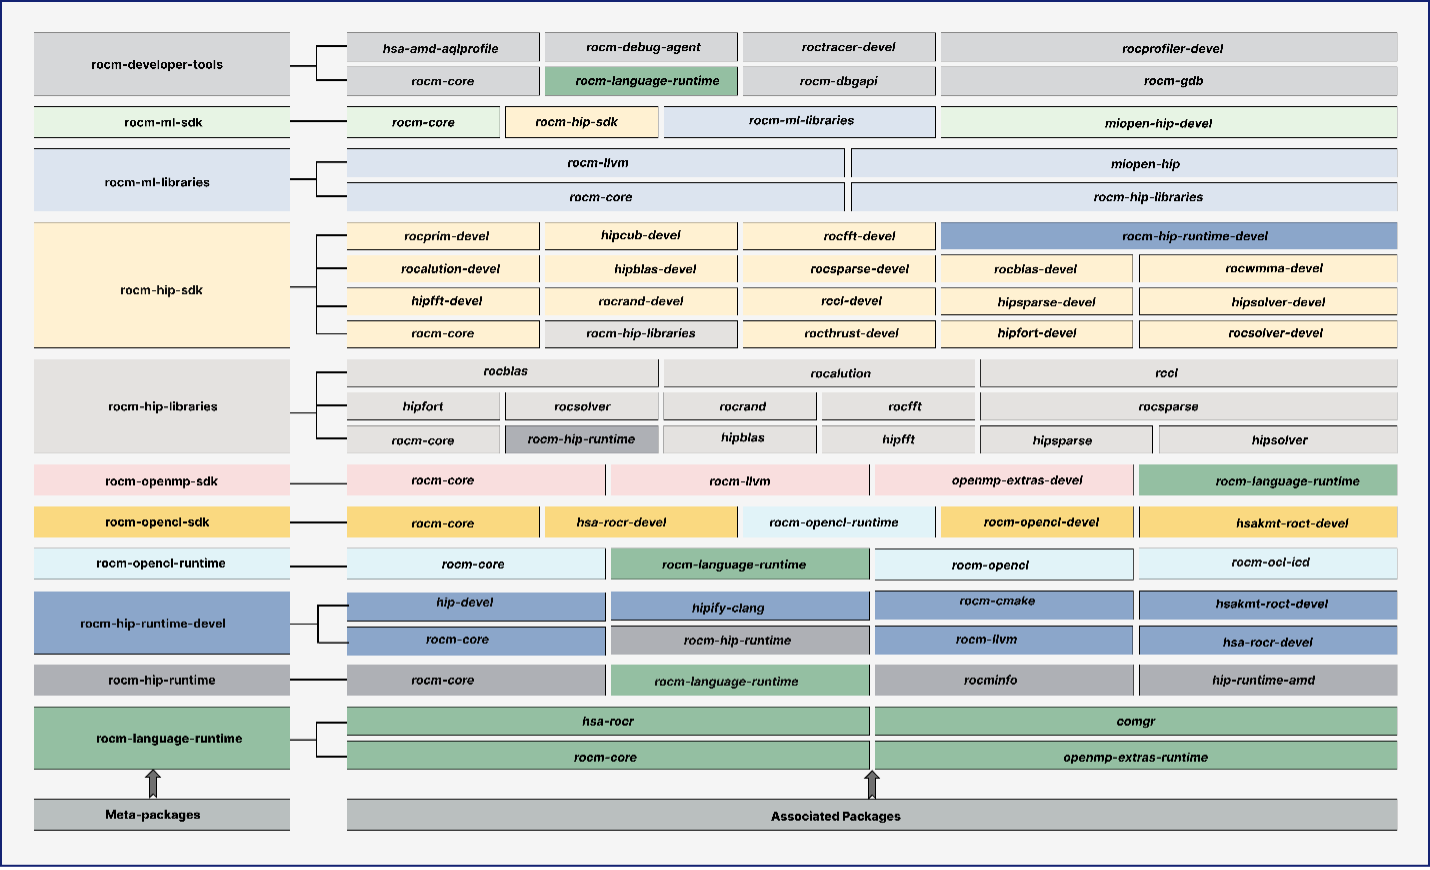 rocm-developer-tools
hsa-amd-aqlprofile rocm-debug-agent roctracer-devel rocprofiler-devel
rocm-core rocm-language-runtime rocm-dbgapi rocm-gdb
rocm-ml-sdk
rocm-core rocm-hip-sdk rocm-ml-libraries miopen-hip-devel
rocm-ml-libraries
rocm-llvm miopen-hip
rocm-core rocm-hip-libraries
rocm-hip-sdk
rocprim-devel hipcub-devel rocfft-devel rocm-hip-runtime-devel
rocalution-devel hipblas-devel rocsparse-devel rocblas-devel rocwmma-devel
hipfft-devel rocrand-devel rccl-devel hipsparse-devel hipsolver-devel
rocm-core rocm-hip-libraries rocthrust-devel hipfort-devel rocsolver-devel
rocm-hip-libraries
rocblas rocalution rccl
hipfort rocsolver rocrand rocfft rocsparse
rocm-core rocm-hip-runtime hipblas hipfft hipsparse hipsolver
rocm-openmp-sdk
rocm-core rocm-llvm openmp-extras-devel rocm-language-runtime
rocm-opencl-sdk
rocm-core hsa-rocr-devel rocm-opencl-runtime rocm-opencl-devel hsakmt-roct-devel
rocm-opencl-runtime
rocm-core rocm-language-runtime rocm-opencl rocm-ocl-icd
rocm-hip-runtime-devel
hip-devel hipify-clang rocm-cmake hsakmt-roct-devel
rocm-core rocm-hip-runtime rocm-llvm hsa-rocr-devel
rocm-hip-runtime
rocm-core rocm-language-runtime rocminfo hip-runtime-amd
rocm-language-runtime
hsa-rocr comgr
rocm-core openmp-extras-runtime
Meta-packages
Associated Packages